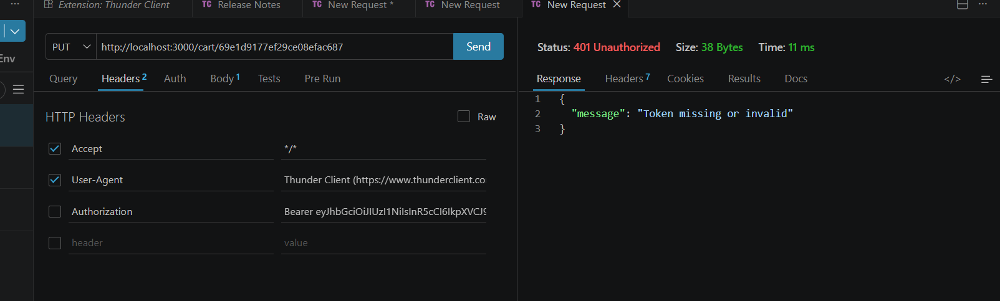 Extension: Thunder Client
TC Release Notes
TC New Request *
TC New Request
TC New Request
Env
PUT
http://localhost:3000/cart/69e1d9177ef29ce08efac687
Send
Query
Headers 2
Auth
Body 1
Tests
Pre Run
HTTP Headers
Raw
Accept
*/*
User-Agent
Thunder Client (https://www.thunderclient.co
Authorization
Bearer eyJhbGciOiJIUzI1NiIsInR5cCI6IkpXVCJ9
header
value
Status: 401 Unauthorized Size: 38 Bytes Time: 11 ms
Response
Headers 7
Cookies
Results
Docs
</>
1 {
2 "message": "Token missing or invalid"
3 }